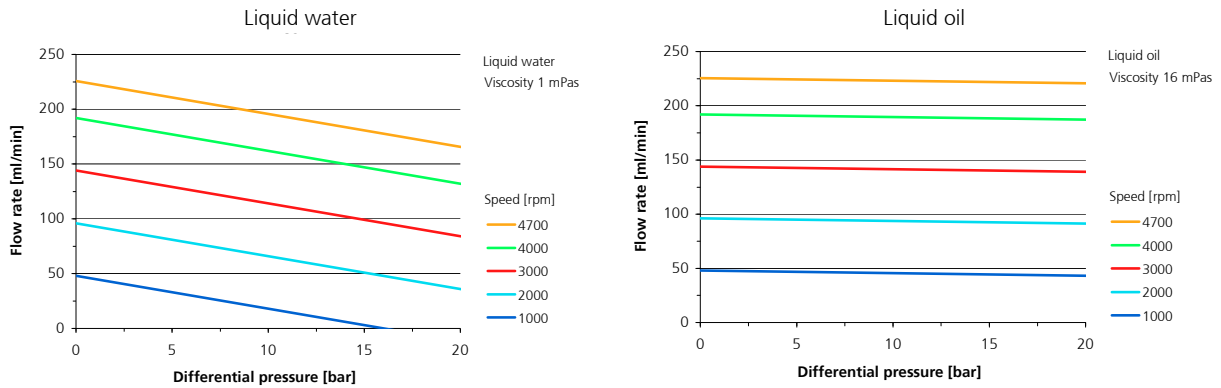 Liquid water
Liquid water
Viscosity 1 mPas
Flow rate [ml/min]
250
200
150
100
50
0
0 5 10 15 20
Differential pressure [bar]
Speed [rpm]
4700
4000
3000
2000
1000
Liquid oil
Liquid oil
Viscosity 16 mPas
Flow rate [ml/min]
250
200
150
100
50
0
0 5 10 15 20
Differential pressure [bar]
Speed [rpm]
4700
4000
3000
2000
1000